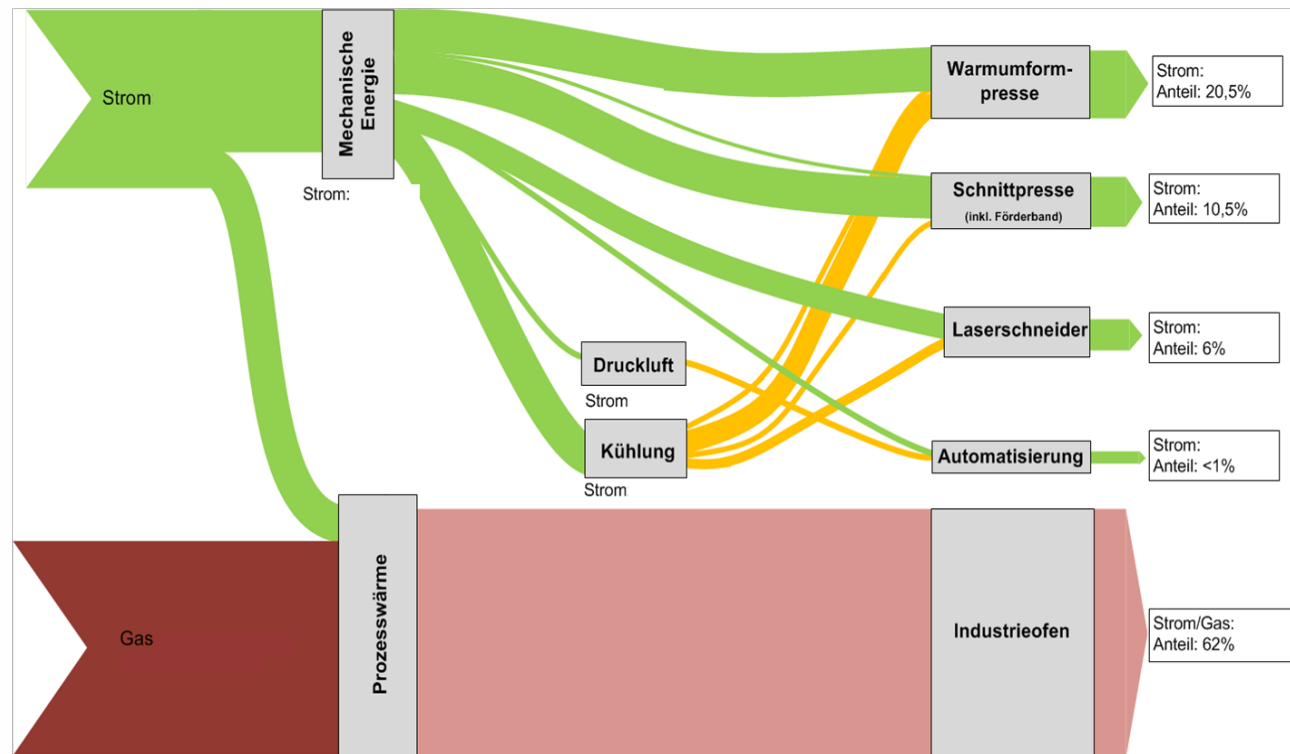 Strom
Mechanische
Energie
Strom:
Warmumform-
presse
Strom:
Anteil: 20,5%
Schnittpresse
(inkl. Förderband)
Strom:
Anteil: 10,5%
Laserschneider
Strom:
Anteil: 6%
Druckluft
Strom
Kühlung
Strom
Automatisierung
Strom:
Anteil: <1%
Gas
Prozesswärme
Industrieofen
Strom/Gas:
Anteil: 62%